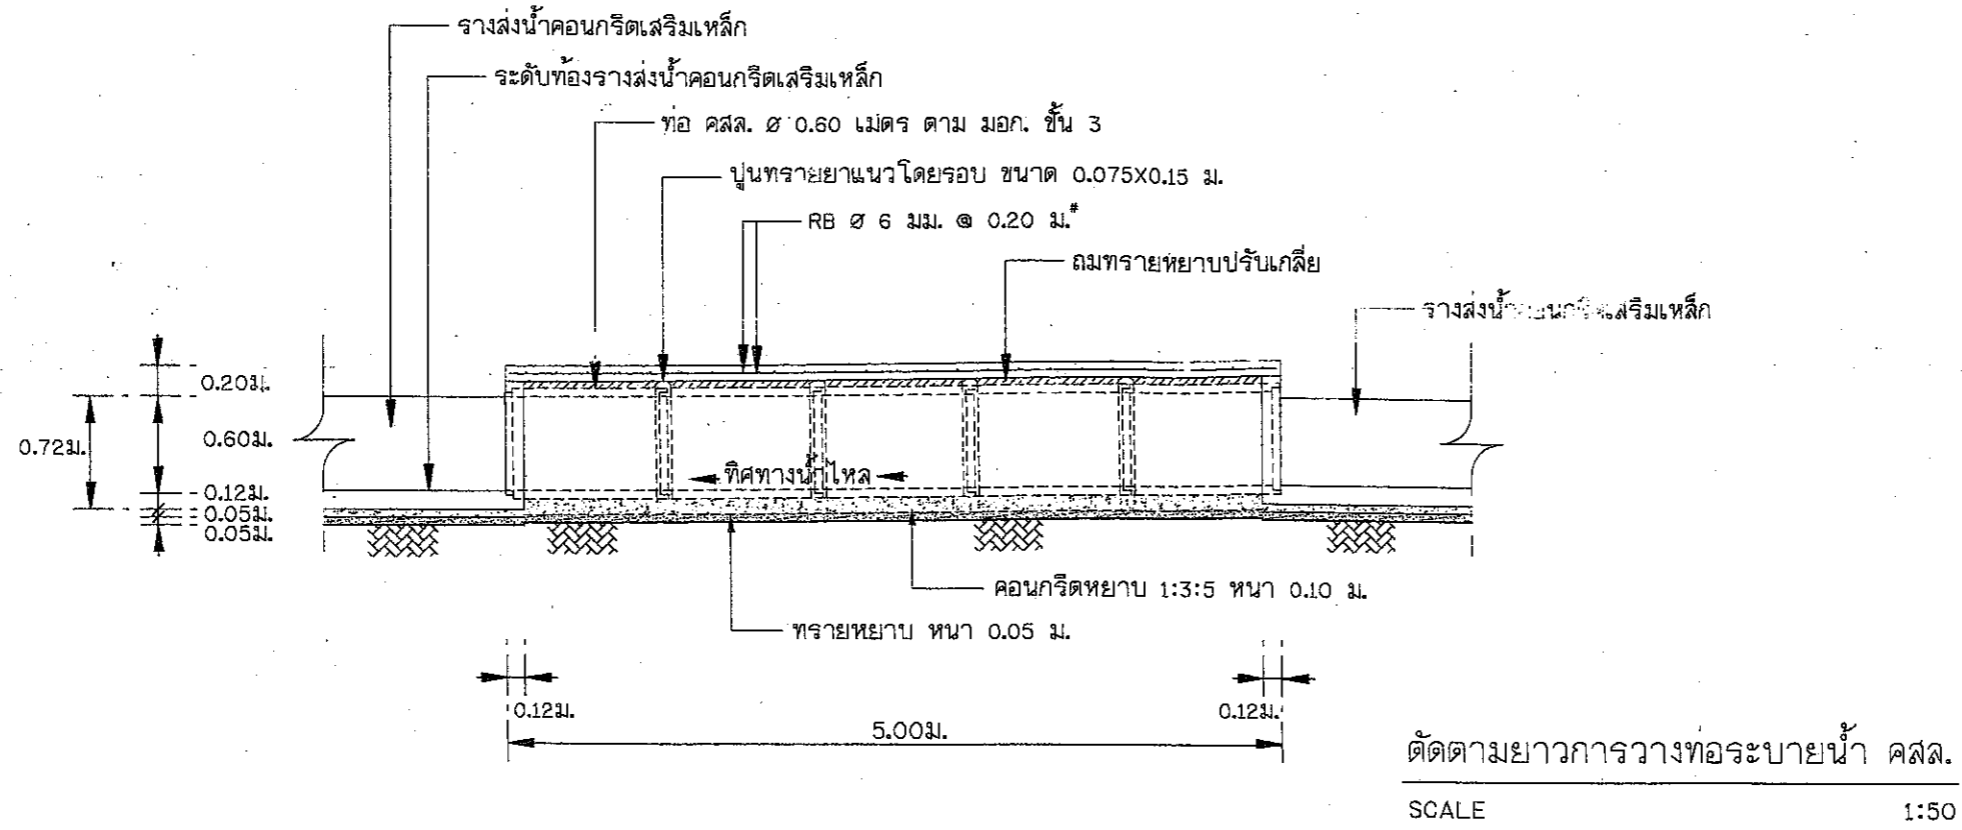 รางส่งน้ำคอนกรีตเสริมเหล็ก
ระดับท้องรางส่งน้ำคอนกรีตเสริมเหล็ก
ท่อ คสล. Ø 0.60 เมตร ตาม มอก. ชั้น 3
ปูนทรายยาแนวโดยรอบ ขนาด 0.075X0.15 ม.
RB Ø 6 มม. @ 0.20 ม.#
ถมทรายหยาบปรับเกลี่ย
รางส่งน้ำคอนกรีตเสริมเหล็ก
0.20ม.
0.72ม.
0.60ม.
0.12ม.
0.05ม.
0.05ม.
ทิศทางน้ำไหล
คอนกรีตหยาบ 1:3:5 หนา 0.10 ม.
ทรายหยาบ หนา 0.05 ม.
0.12ม.
0.12ม.
5.00ม.
ตัดตามยาวการวางท่อระบายน้ำ คสล.
SCALE 1:50